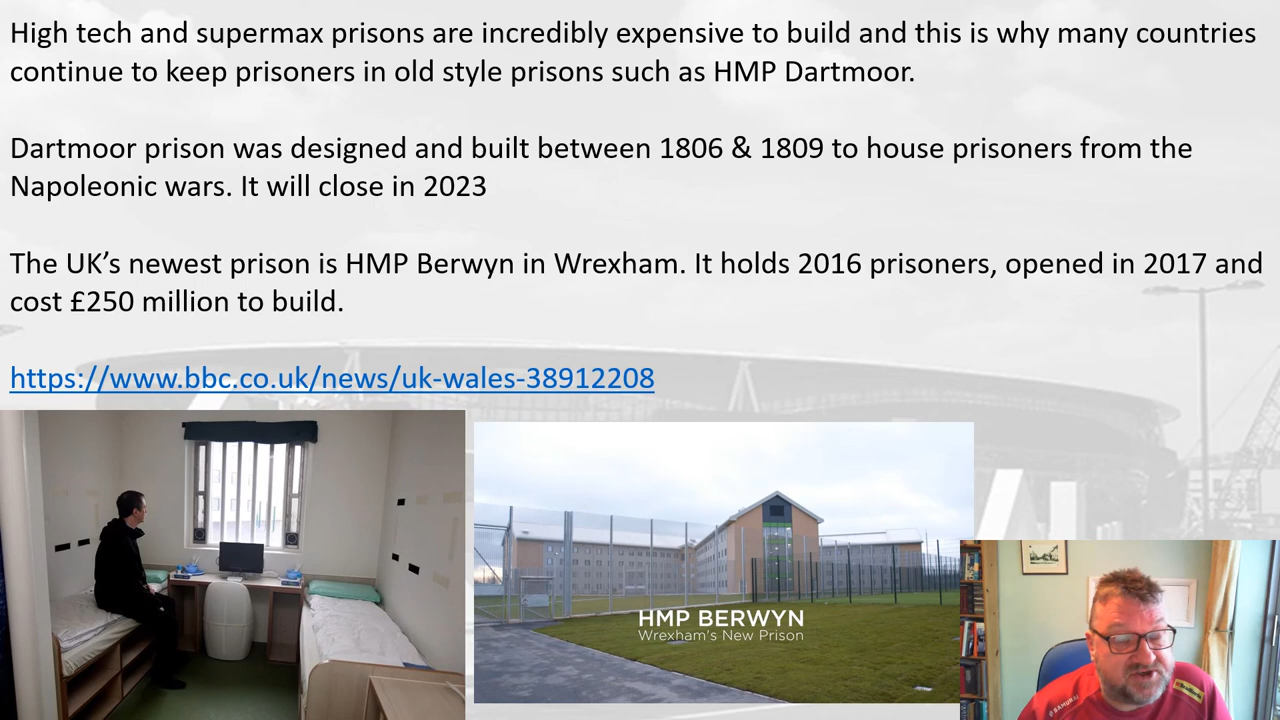 High tech and supermax prisons are incredibly expensive to build and this is why many countries
continue to keep prisoners in old style prisons such as HMP Dartmoor.
Dartmoor prison was designed and built between 1806 & 1809 to house prisoners from the
Napoleonic wars. It will close in 2023
The UK’s newest prison is HMP Berwyn in Wrexham. It holds 2016 prisoners, opened in 2017 and
cost £250 million to build.
https://www.bbc.co.uk/news/uk-wales-38912208
HMP BERWYN
Wrexham's New Prison
SAMURAI